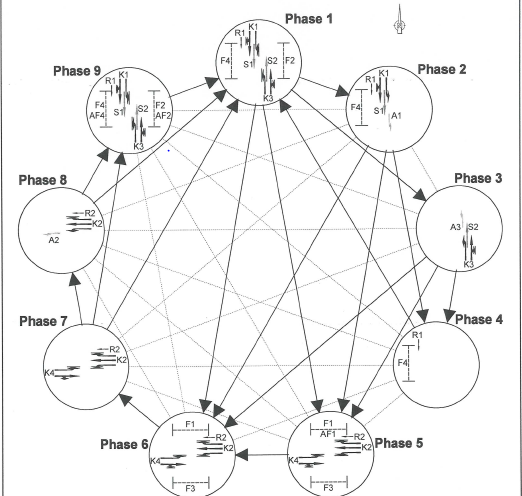 Phase 1
K1
R1
F4
F2
S1
S2
K3
Phase 2
K1
R1
F4
S1
A1
Phase 3
A3 S2
K3
Phase 4
R1
F4
Phase 5
F1
AF1
R2
K2
K4
F3
Phase 6
F1
R2
K2
K4
F3
Phase 7
R2
K2
K4
Phase 8
R2
K2
A2
Phase 9
K1
R1
F4
AF4
F2
AF2
S1
S2
K3